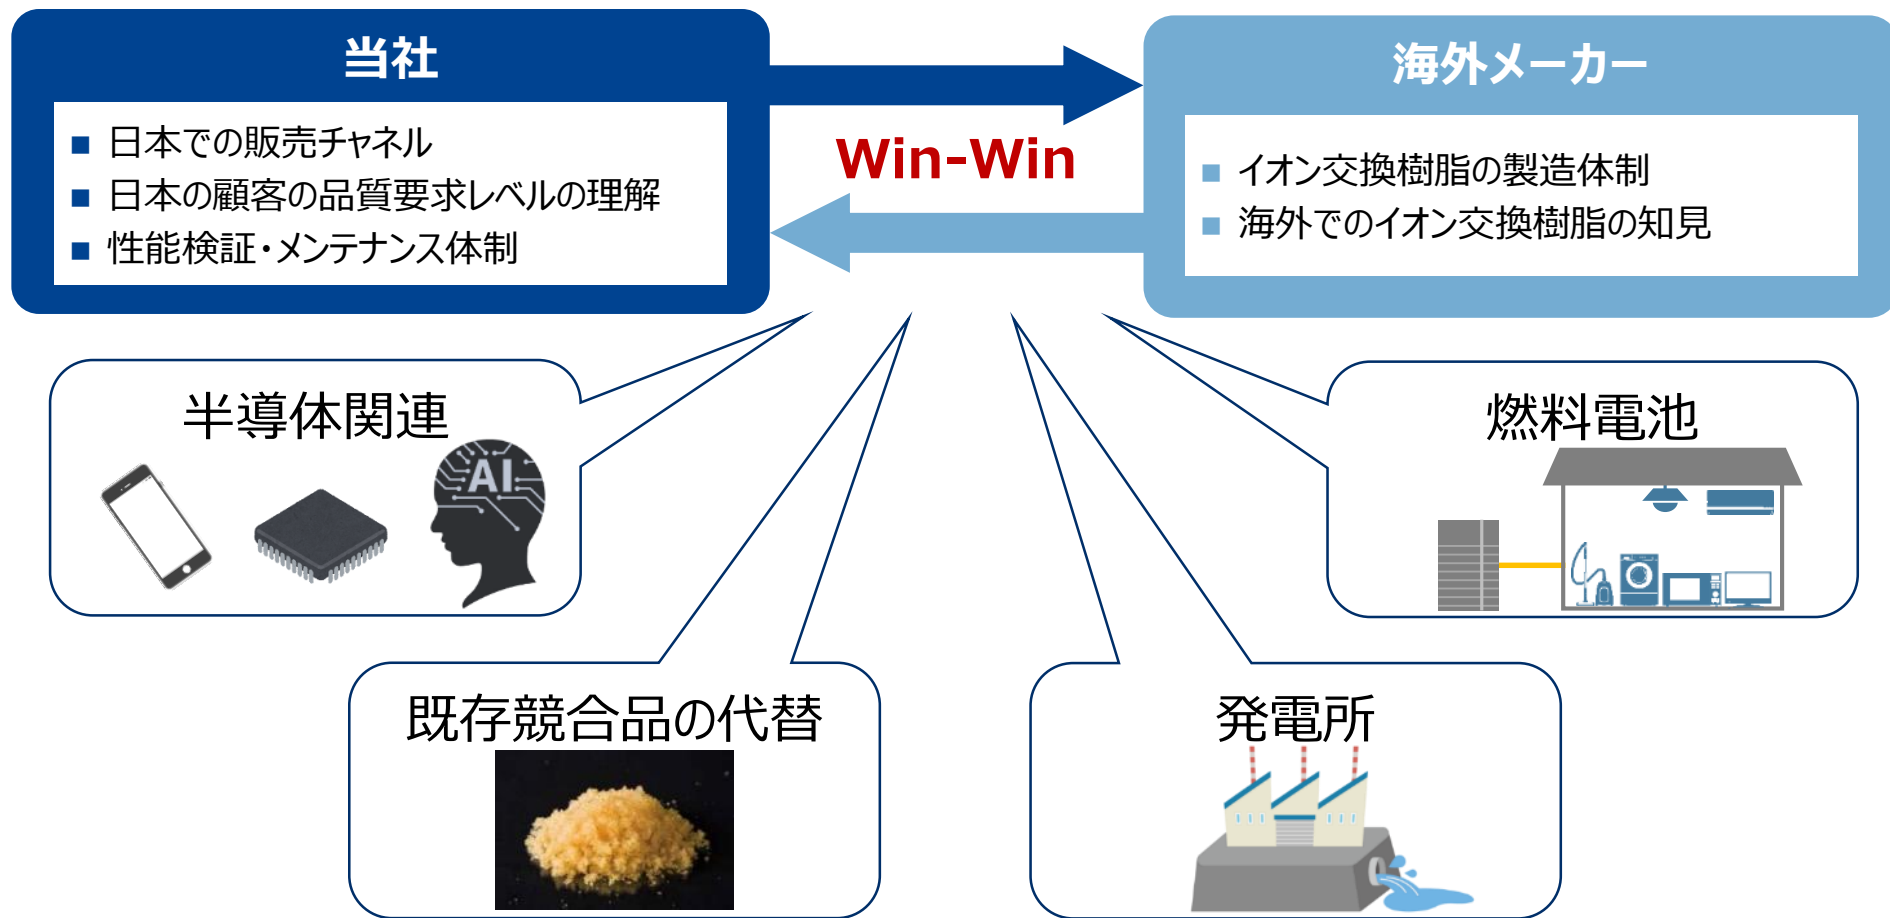 当社
■ 日本での販売チャネル
■ 日本の顧客の品質要求レベルの理解
■ 性能検証・メンテナンス体制
Win-Win
海外メーカー
■ イオン交換樹脂の製造体制
■ 海外でのイオン交換樹脂の知見
半導体関連
AI
燃料電池
既存競合品の代替
発電所